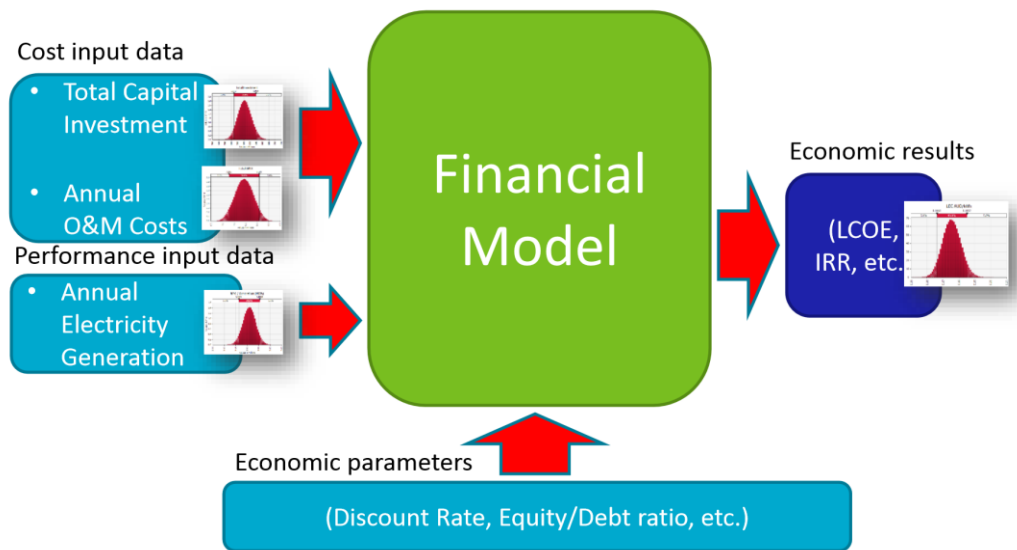 Cost input data
• Total Capital
Investment
• Annual
O&M Costs
Performance input data
• Annual
Electricity
Generation
Financial
Model
Economic results
(LCOE,
IRR, etc.
Economic parameters
(Discount Rate, Equity/Debt ratio, etc.)